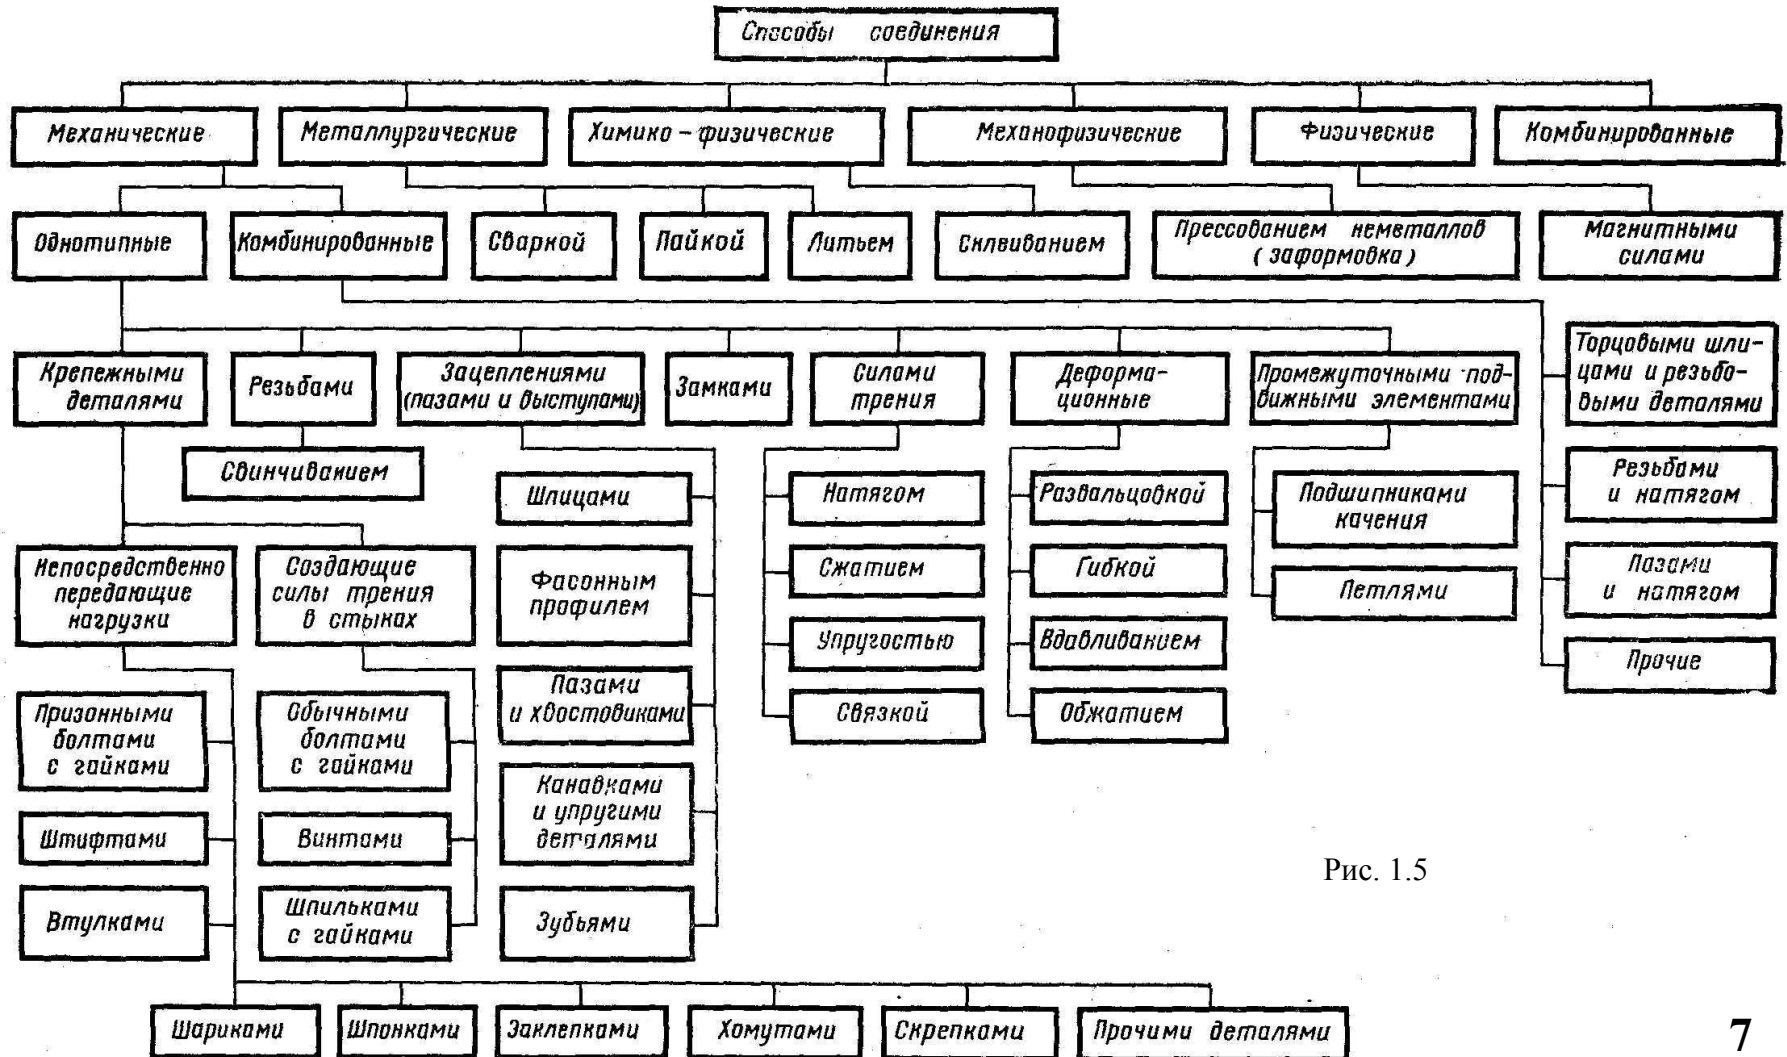 Способы соединения
Механические
Металлургические
Химико - физические
Механофизические
Физические
Комбинированные
Однотипные
Комбинированные
Сваркой
Пайкой
Литьем
Склеиванием
Прессованием неметаллов
(заформовка)
Магнитными
силами
Крепежными
деталями
Резьбами
Зацеплениями
(пазами и выступами)
Замками
Силами
трения
Деформа-
ционные
Промежуточными под-
вижными элементами
Торцовыми шли-
цами и резьбо-
выми деталями
Свинчиванием
Шлицами
Натягом
Развальцовкой
Подшипниками
качения
Резьбами
и натягом
Непосредственно
передающие
нагрузки
Создающие
силы трения
в стыках
Фасонным
профилем
Сжатием
Гибкой
Петлями
Пазами
и натягом
Упругостью
Вдавливанием
Прочие
Призонными
болтами
с гайками
Обычными
болтами
с гайками
Пазами
и хвостовиками
Связкой
Обжатием
Штифтами
Винтами
Канавками
и упругими
деталями
Втулками
Шпильками
с гайками
Зубьями
Рис. 1.5
Шариками
Шпонками
Заклепками
Хомутами
Скрепками
Прочими деталями
7